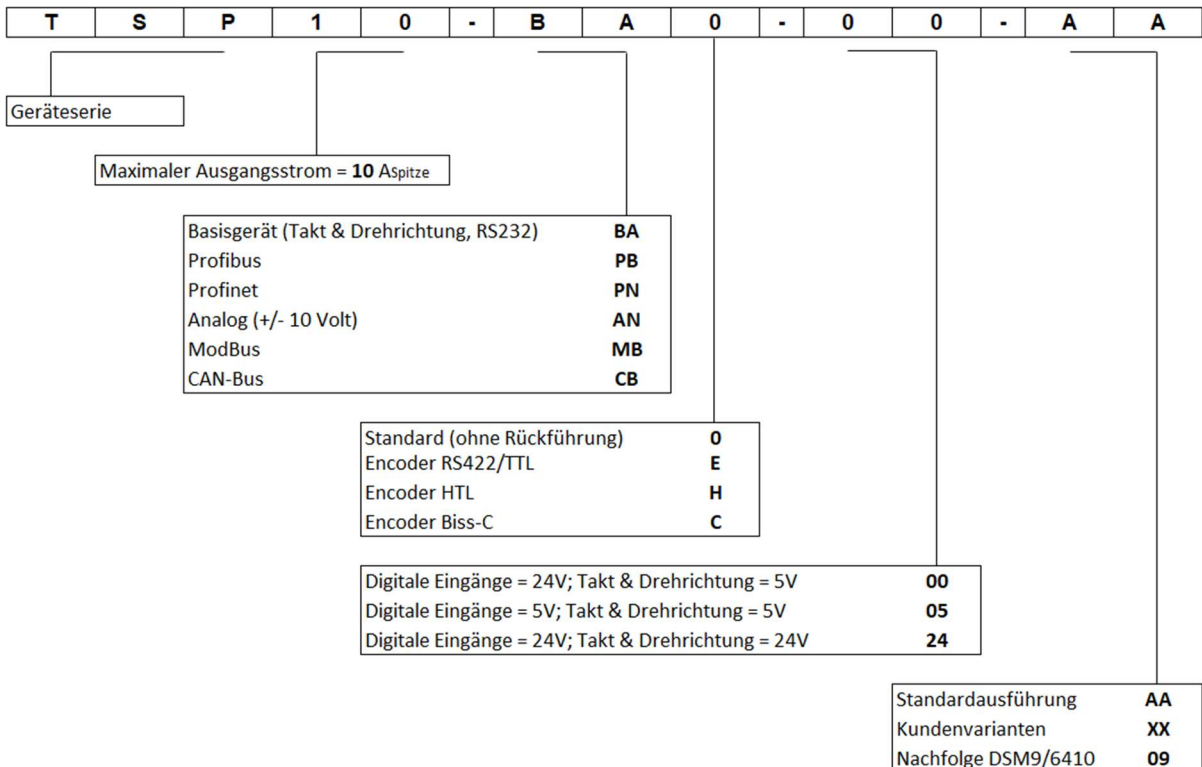 T S P 1 0 - B A 0 - 0 0 - A A
Geräteserie
Maximaler Ausgangsstrom = 10 ASpitze
Basisgerät (Takt & Drehrichtung, RS232) BA
Profibus PB
Profinet PN
Analog (+/- 10 Volt) AN
ModBus MB
CAN-Bus CB
Standard (ohne Rückführung) 0
Encoder RS422/TTL E
Encoder HTL H
Encoder Biss-C C
Digitale Eingänge = 24V; Takt & Drehrichtung = 5V 00
Digitale Eingänge = 5V; Takt & Drehrichtung = 5V 05
Digitale Eingänge = 24V; Takt & Drehrichtung = 24V 24
Standardausführung AA
Kundenvarianten XX
Nachfolge DSM9/6410 09